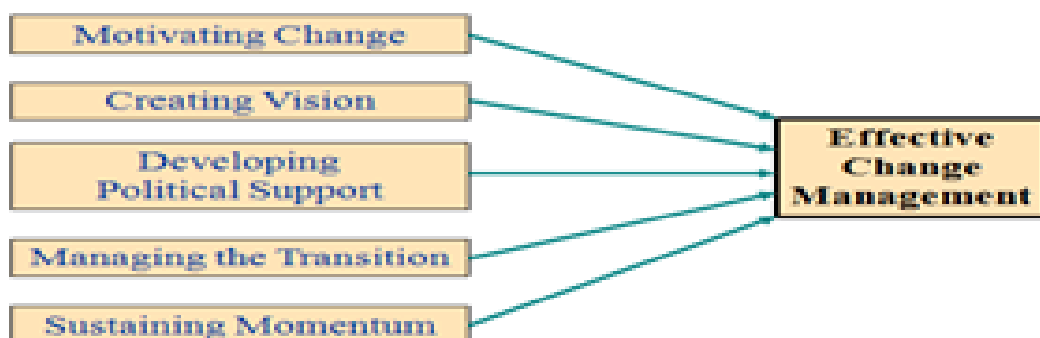 Motivating Change
Creating Vision
Developing
Political Support
Managing the Transition
Sustaining Momentum
Effective
Change
Management